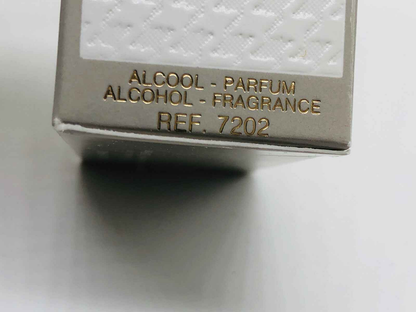 ALCOOL - PARFUM
ALCOHOL - FRAGRANCE
REF. 7202